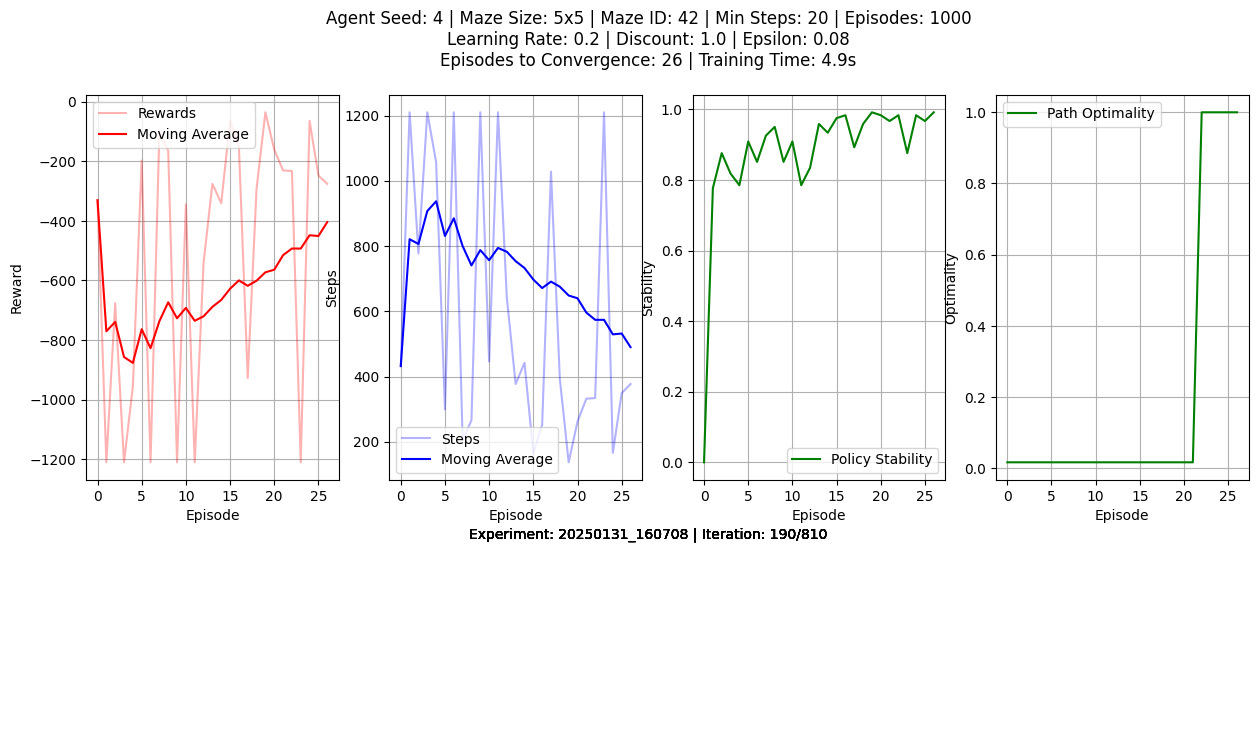 Agent Seed: 4 | Maze Size: 5x5 | Maze ID: 42 | Min Steps: 20 | Episodes: 1000
Learning Rate: 0.2 | Discount: 1.0 | Epsilon: 0.08
Episodes to Convergence: 26 | Training Time: 4.9s
Reward
0
−200
−400
−600
−800
−1000
−1200
Rewards
Moving Average
0 5 10 15 20 25
Episode
Steps
1200
1000
800
600
400
200
Steps
Moving Average
0 5 10 15 20 25
Episode
Stability
1.0
0.8
0.6
0.4
0.2
0.0
Policy Stability
0 5 10 15 20 25
Episode
Optimality
1.0
0.8
0.6
0.4
0.2
0.0
Path Optimality
0 5 10 15 20 25
Episode
Experiment: 20250131_160708 | Iteration: 190/810